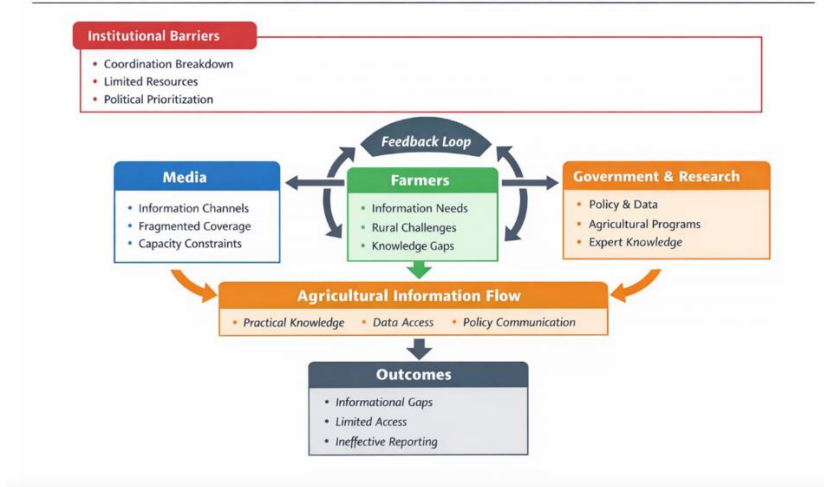 Institutional Barriers
• Coordination Breakdown
• Limited Resources
• Political Prioritization
Feedback Loop
Media
• Information Channels
• Fragmented Coverage
• Capacity Constraints
Farmers
• Information Needs
• Rural Challenges
• Knowledge Gaps
Government & Research
• Policy & Data
• Agricultural Programs
• Expert Knowledge
Agricultural Information Flow
• Practical Knowledge • Data Access • Policy Communication
Outcomes
• Informational Gaps
• Limited Access
• Ineffective Reporting